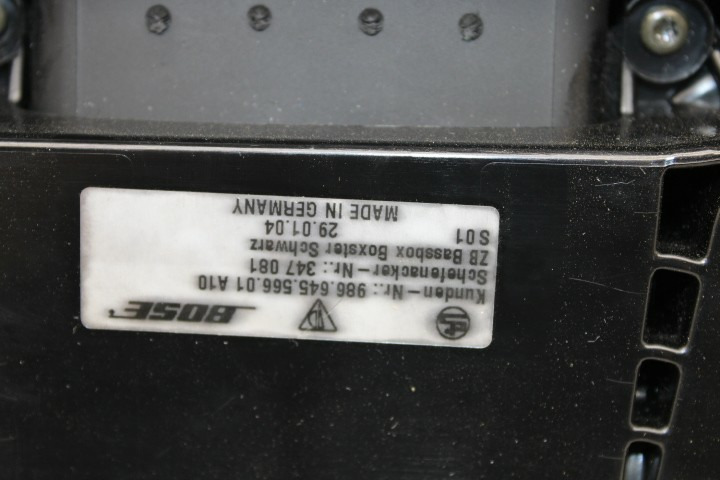 BOSE
Kunden-Nr.: 986.645.566.01 A10
Schefenacker-Nr.: 347 081
ZB Bassbox Boxster Schwarz
S01 29.01.04
MADE IN GERMANY